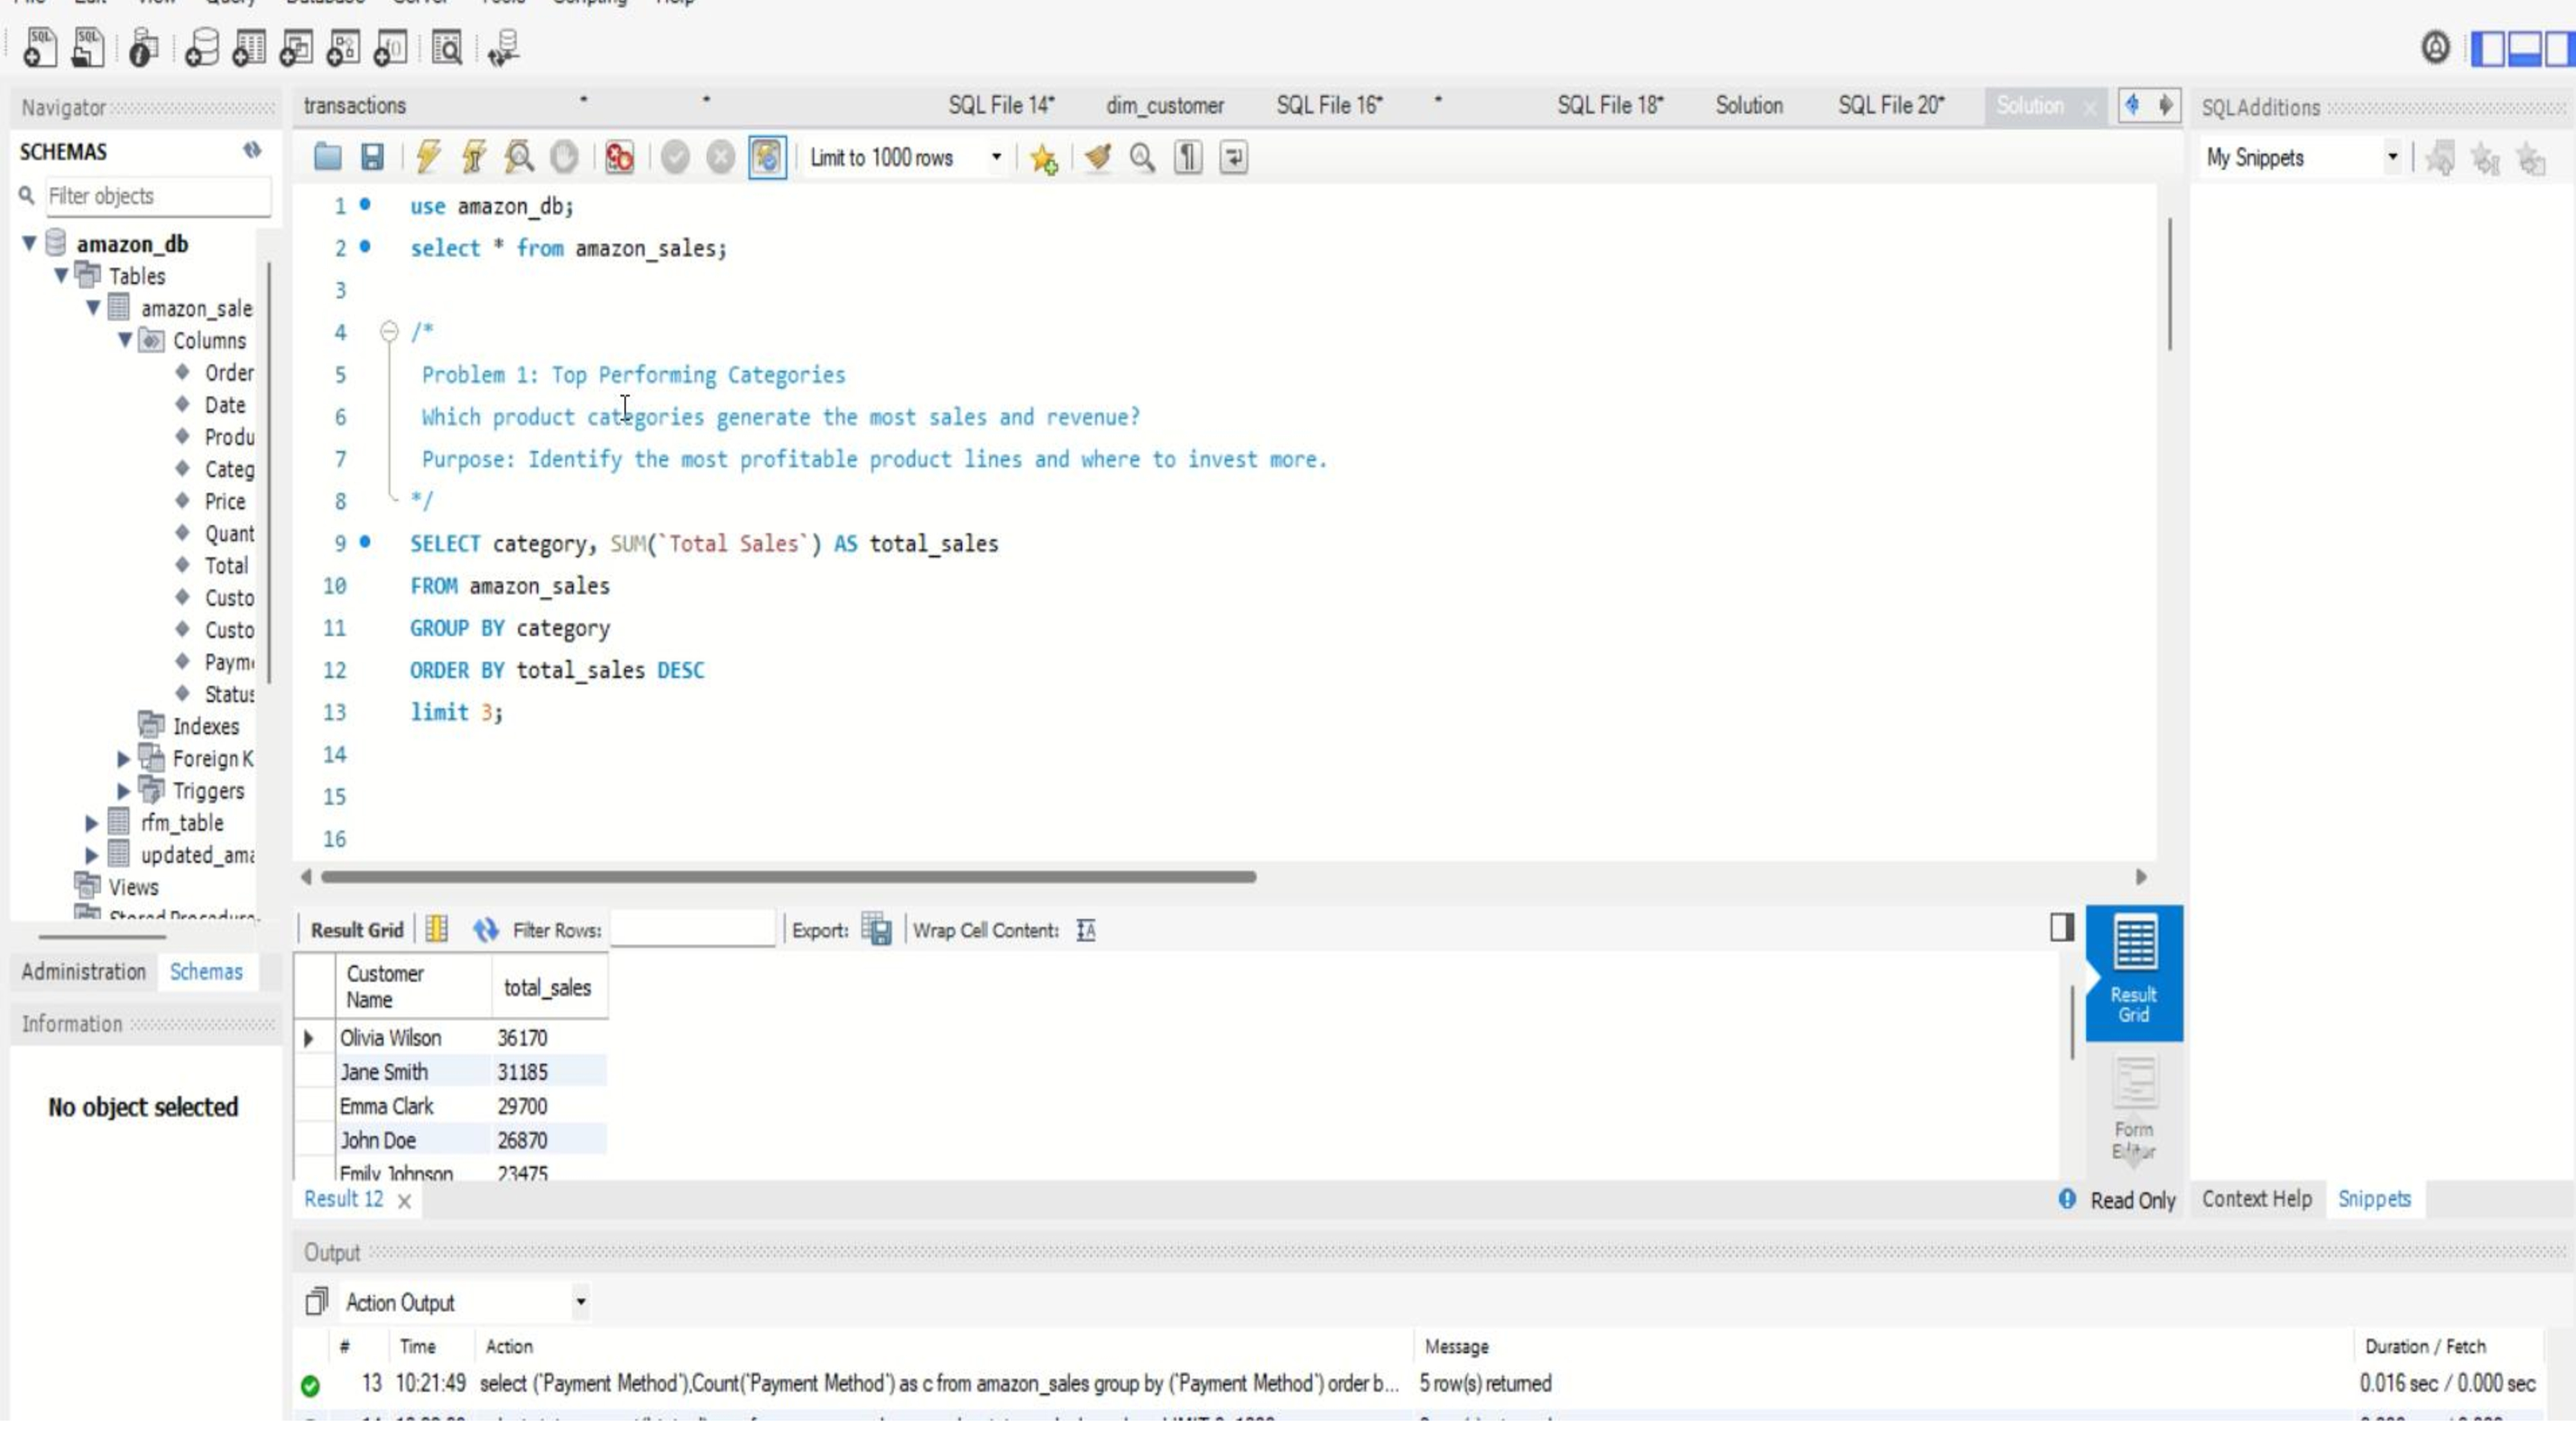 SCHEMAS
Navigator
Filter objects
amazon_db
Tables
amazon_sale
Columns
Order
Date
Produ
Categ
Price
Quant
Total
Custo
Custo
Paym
Status
Indexes
Foreign K
Triggers
rfm_table
updated_ama
Views
Administration Schemas
Information
No object selected
transactions * * SQL File 14* dim_customer SQL File 16* * SQL File 18* Solution SQL File 20* Solution
Limit to 1000 rows
1 use amazon_db;
2 select * from amazon_sales;
3
4 /*
5 Problem 1: Top Performing Categories
6 Which product categories generate the most sales and revenue?
7 Purpose: Identify the most profitable product lines and where to invest more.
8 */
9 SELECT category, SUM(`Total Sales`) AS total_sales
10 FROM amazon_sales
11 GROUP BY category
12 ORDER BY total_sales DESC
13 limit 3;
14
15
16
Result Grid Filter Rows: Export: Wrap Cell Content:
Customer Name total_sales
Olivia Wilson 36170
Jane Smith 31185
Emma Clark 29700
John Doe 26870
Emily Johnson 23475
Result Grid
Form Editor
Result 12
Read Only
Output
Action Output
# Time Action Message Duration / Fetch
13 10:21:49 select (`Payment Method`),Count(`Payment Method`) as c from amazon_sales group by (`Payment Method`) order b... 5 row(s) returned 0.016 sec / 0.000 sec
SQLAdditions
My Snippets
Context Help Snippets